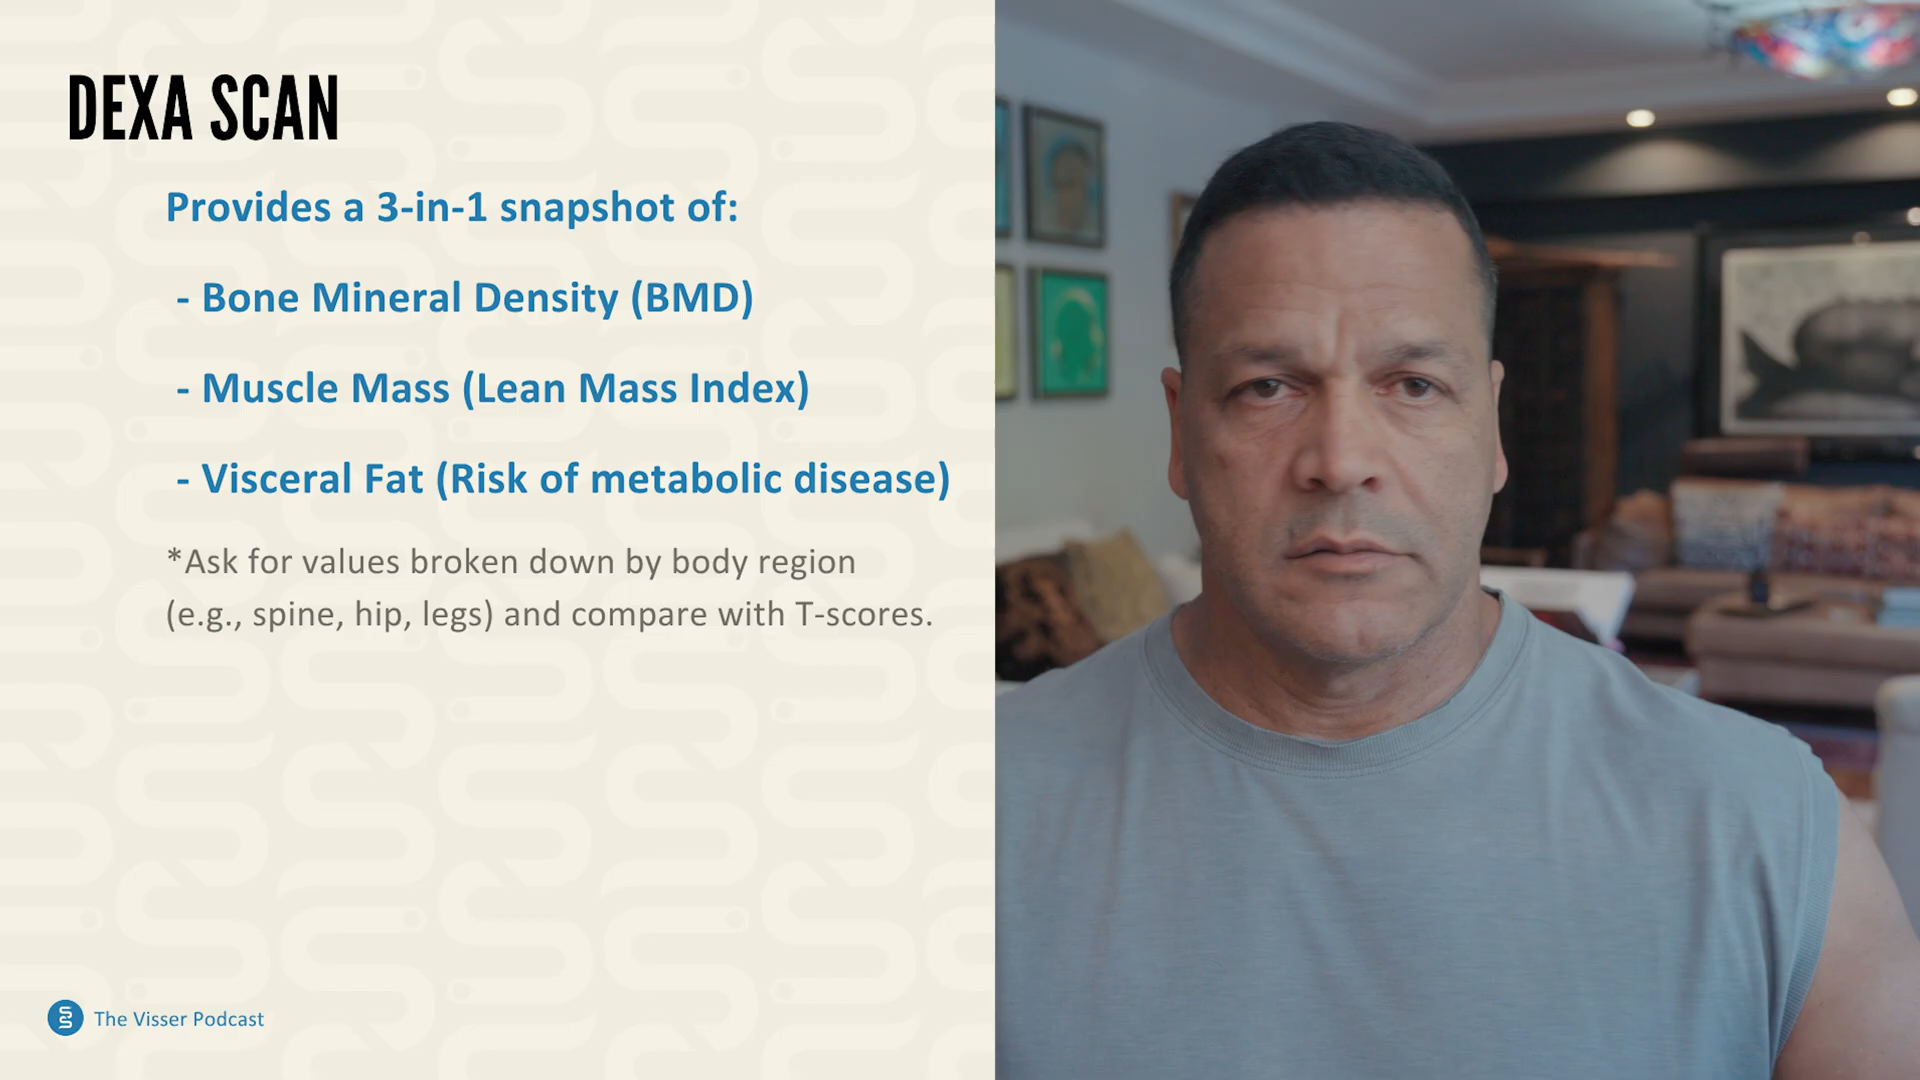 DEXA SCAN
Provides a 3-in-1 snapshot of:
- Bone Mineral Density (BMD)
- Muscle Mass (Lean Mass Index)
- Visceral Fat (Risk of metabolic disease)
*Ask for values broken down by body region
(e.g., spine, hip, legs) and compare with T-scores.
The Visser Podcast